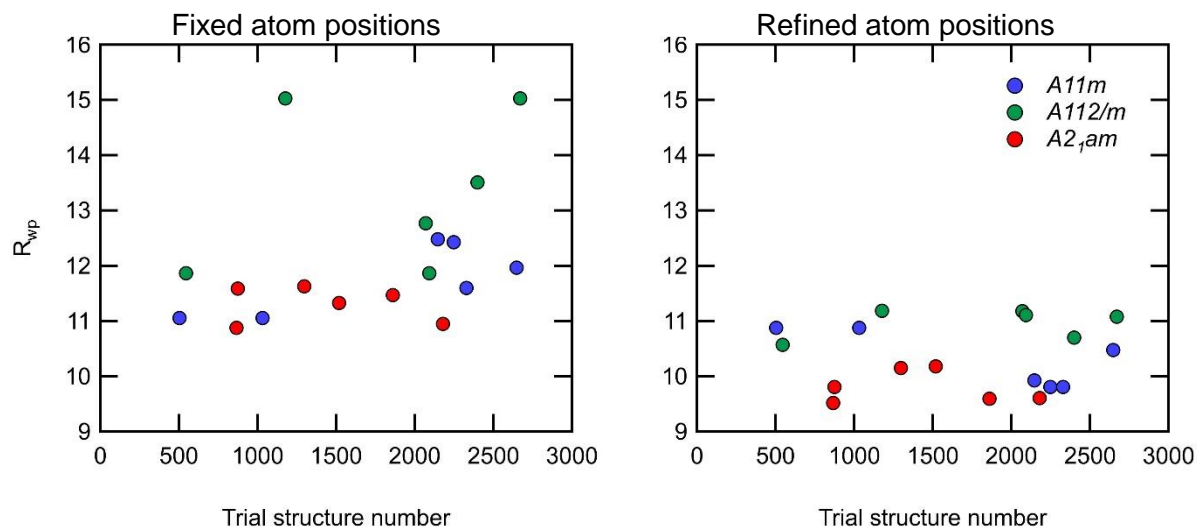 Fixed atom positions
16
15
14
13
12
11
10
9
R_wp
0 500 1000 1500 2000 2500 3000
Trial structure number
Refined atom positions
16
15
14
13
12
11
10
9
A11m
A112/m
A2₁am
0 500 1000 1500 2000 2500 3000
Trial structure number